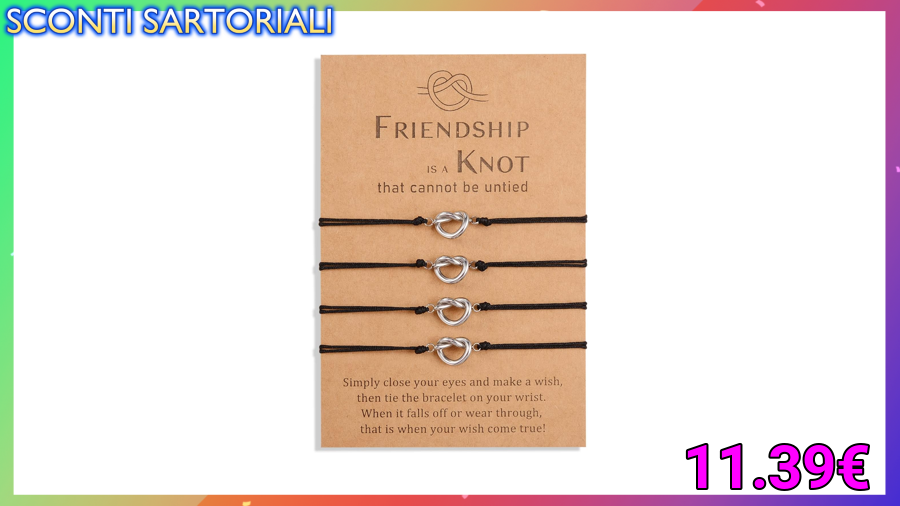 SCONTI SARTORIALI
FRIENDSHIP
IS A KNOT
that cannot be untied
Simply close your eyes and make a wish,
then tie the bracelet on your wrist.
When it falls off or wear through,
that is when your wish come true!
11.39€